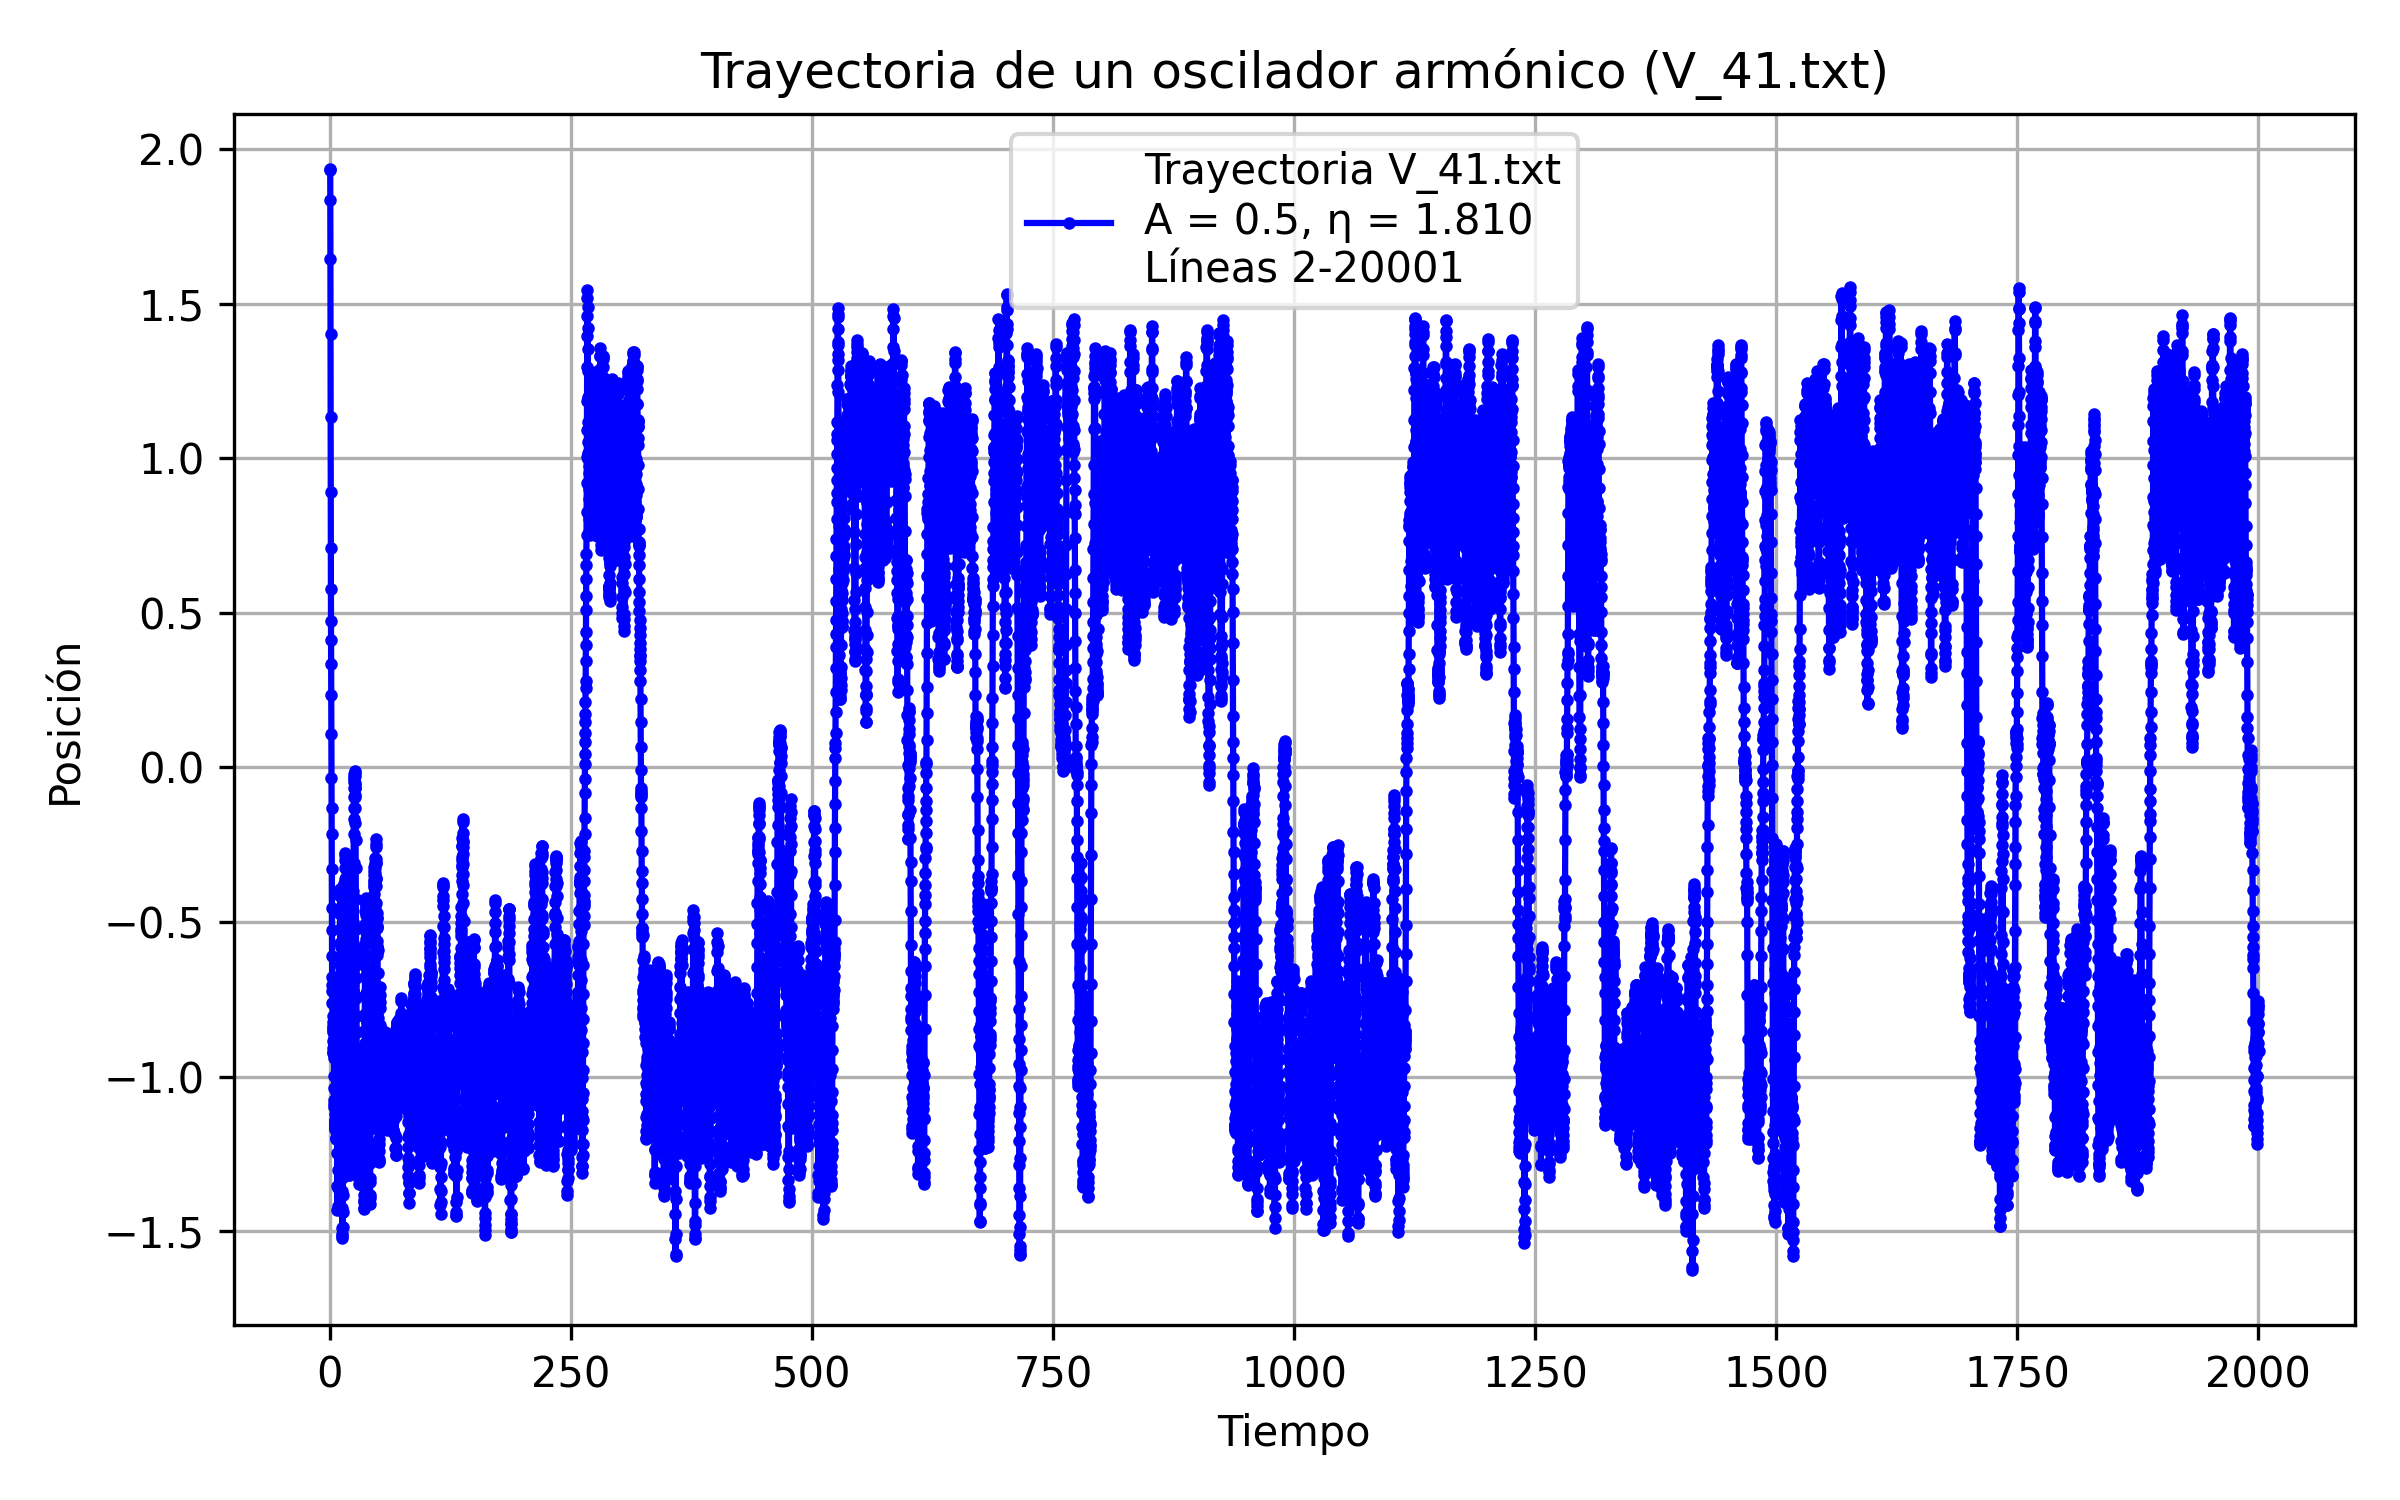 Trayectoria de un oscilador armónico (V_41.txt)
Trayectoria V_41.txt
A = 0.5, η = 1.810
Líneas 2-20001
2.0
1.5
1.0
0.5
0.0
−0.5
−1.0
−1.5
Posición
0 250 500 750 1000 1250 1500 1750 2000
Tiempo